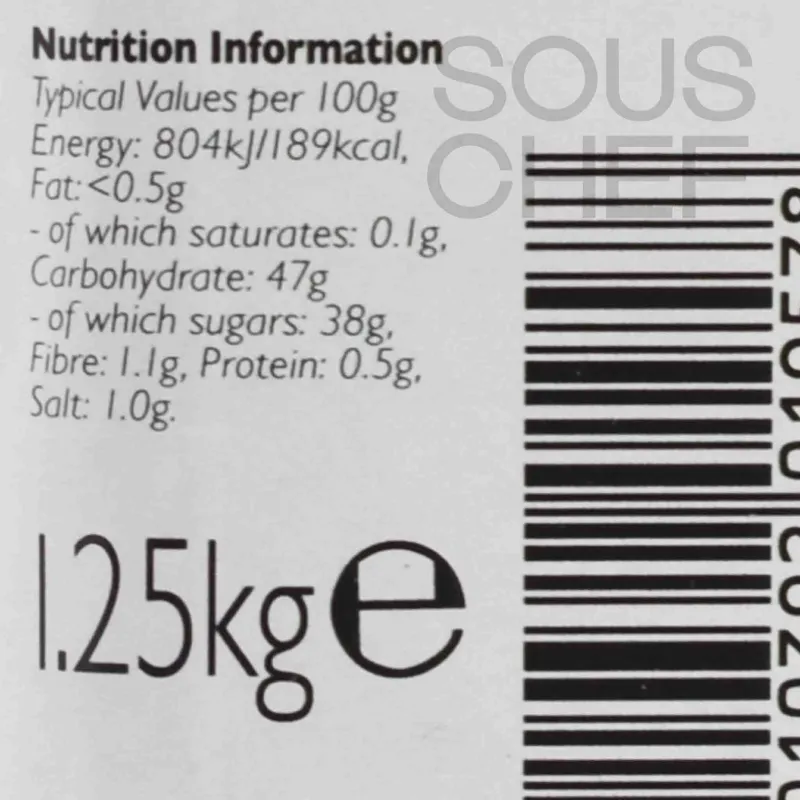 Nutrition Information
Typical Values per 100g
Energy: 804kJ/189kcal,
Fat: <0.5g
- of which saturates: 0.1g,
Carbohydrate: 47g
- of which sugars: 38g,
Fibre: 1.1g, Protein: 0.5g,
Salt: 1.0g.
1.25kg e
SOUS
CHEF